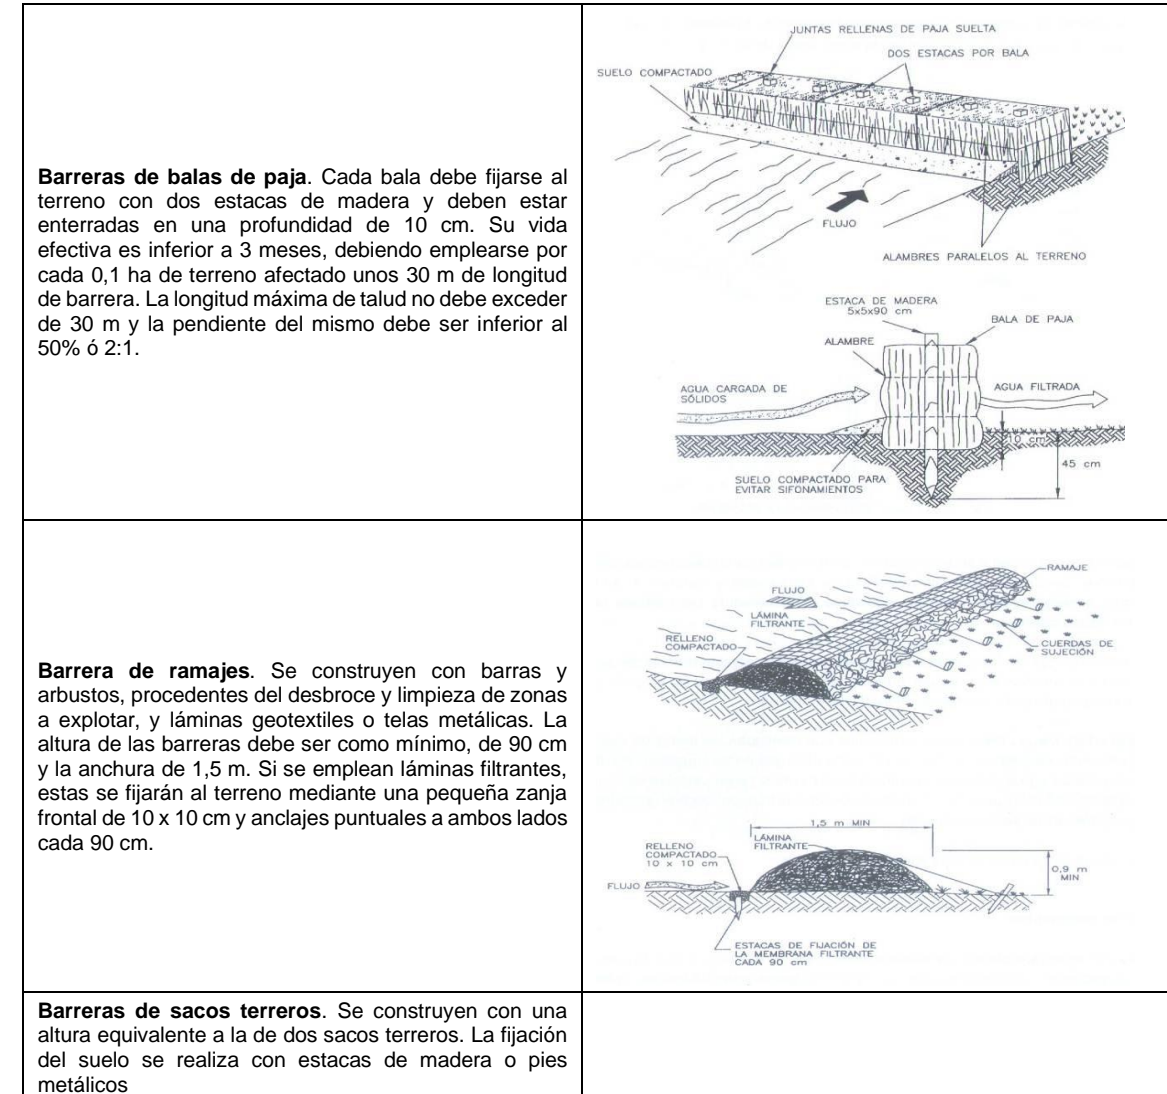 Barreras de balas de paja. Cada bala debe fijarse al
terreno con dos estacas de madera y deben estar
enterradas en una profundidad de 10 cm. Su vida
efectiva es inferior a 3 meses, debiendo emplearse por
cada 0,1 ha de terreno afectado unos 30 m de longitud
de barrera. La longitud máxima de talud no debe exceder
de 30 m y la pendiente del mismo debe ser inferior al
50% ó 2:1.
JUNTAS RELLENAS DE PAJA SUELTA
DOS ESTACAS POR BALA
SUELO COMPACTADO
FLUJO
ALAMBRES PARALELOS AL TERRENO
ESTACA DE MADERA
5x5x90 cm
BALA DE PAJA
ALAMBRE
AGUA CARGADA DE
SÓLIDOS
AGUA FILTRADA
10 cm
45 cm
SUELO COMPACTADO PARA
EVITAR SIFONAMIENTOS
Barrera de ramajes. Se construyen con barras y
arbustos, procedentes del desbroce y limpieza de zonas
a explotar, y láminas geotextiles o telas metálicas. La
altura de las barreras debe ser como mínimo, de 90 cm
y la anchura de 1,5 m. Si se emplean láminas filtrantes,
estas se fijarán al terreno mediante una pequeña zanja
frontal de 10 x 10 cm y anclajes puntuales a ambos lados
cada 90 cm.
RAMAJE
FLUJO
LÁMINA
FILTRANTE
RELLENO
COMPACTADO
CUERDAS DE
SUJECIÓN
1,5 m MIN
RELLENO
COMPACTADO
10 x 10 cm
LÁMINA
FILTRANTE
0,9 m
MIN
FLUJO
ESTACAS DE FIJACIÓN DE
LA MEMBRANA FILTRANTE
CADA 90 cm
Barreras de sacos terreros. Se construyen con una
altura equivalente a la de dos sacos terreros. La fijación
del suelo se realiza con estacas de madera o pies
metálicos